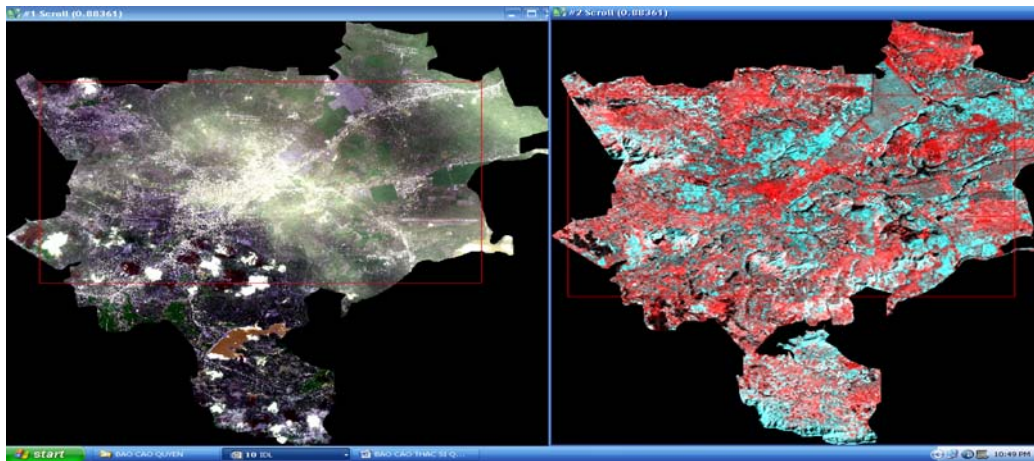 #1 Scroll (0.88361)
#2 Scroll (0.88361)
start
BAO CAO QUYEN
10 IDL
BAO CAO THAC SI Q...
10:49 PM